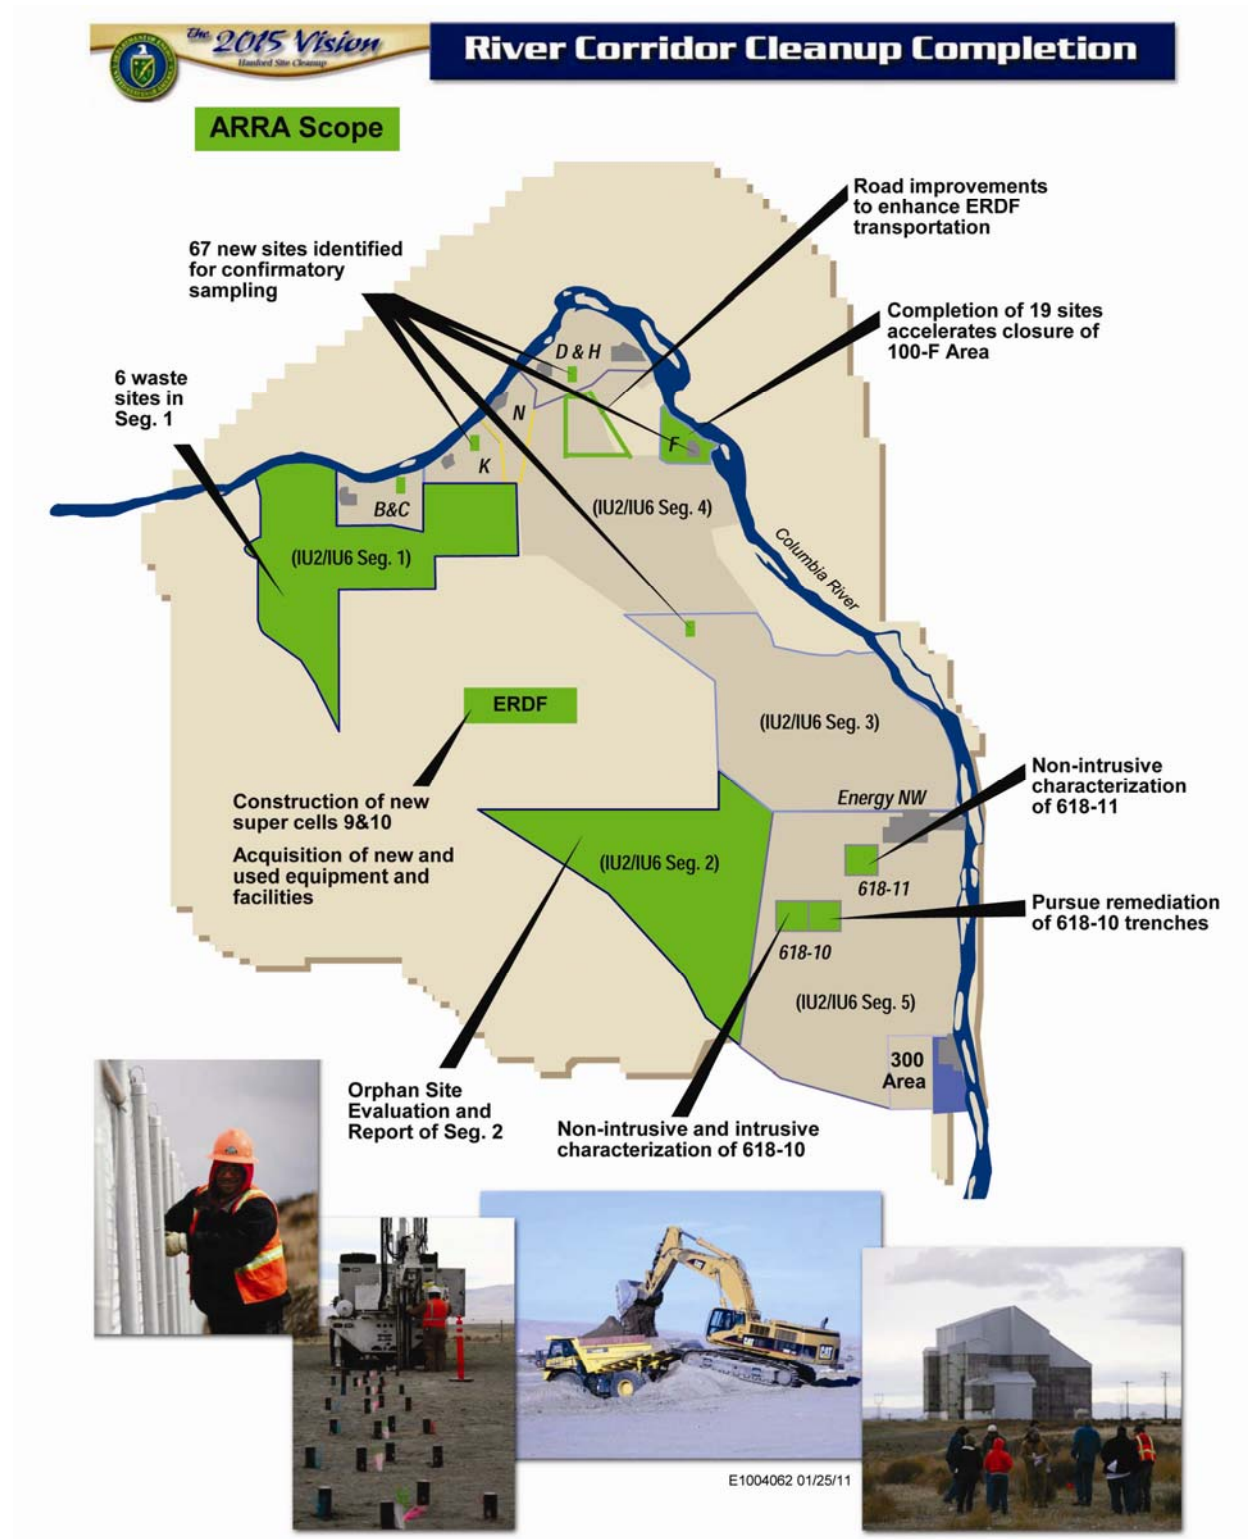 The 2015 Vision
Hanford Site Cleanup
River Corridor Cleanup Completion
ARRA Scope
Road improvements
to enhance ERDF
transportation
67 new sites identified
for confirmatory
sampling
Completion of 19 sites
accelerates closure of
100-F Area
6 waste
sites in
Seg. 1
D & H
N
F
K
B&C
(IU2/IU6 Seg. 4)
(IU2/IU6 Seg. 1)
Columbia River
ERDF
(IU2/IU6 Seg. 3)
Non-intrusive
characterization
of 618-11
Energy NW
Construction of new
super cells 9&10
Acquisition of new and
used equipment and
facilities
(IU2/IU6 Seg. 2)
618-11
Pursue remediation
of 618-10 trenches
618-10
(IU2/IU6 Seg. 5)
300
Area
Orphan Site
Evaluation and
Report of Seg. 2
Non-intrusive and intrusive
characterization of 618-10
CAT
CAT
E1004062 01/25/11